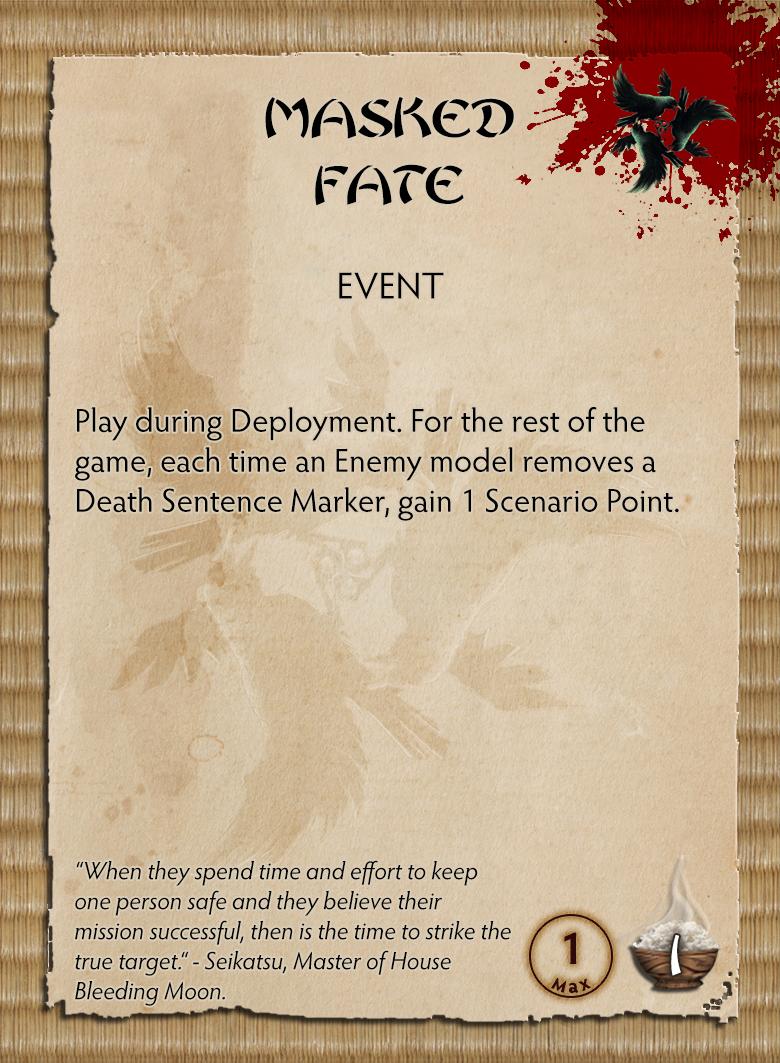 MASKED
FATE
EVENT
Play during Deployment. For the rest of the
game, each time an Enemy model removes a
Death Sentence Marker, gain 1 Scenario Point.
“When they spend time and effort to keep
one person safe and they believe their
mission successful, then is the time to strike the
true target.“ - Seikatsu, Master of House
Bleeding Moon.
1
Max
1